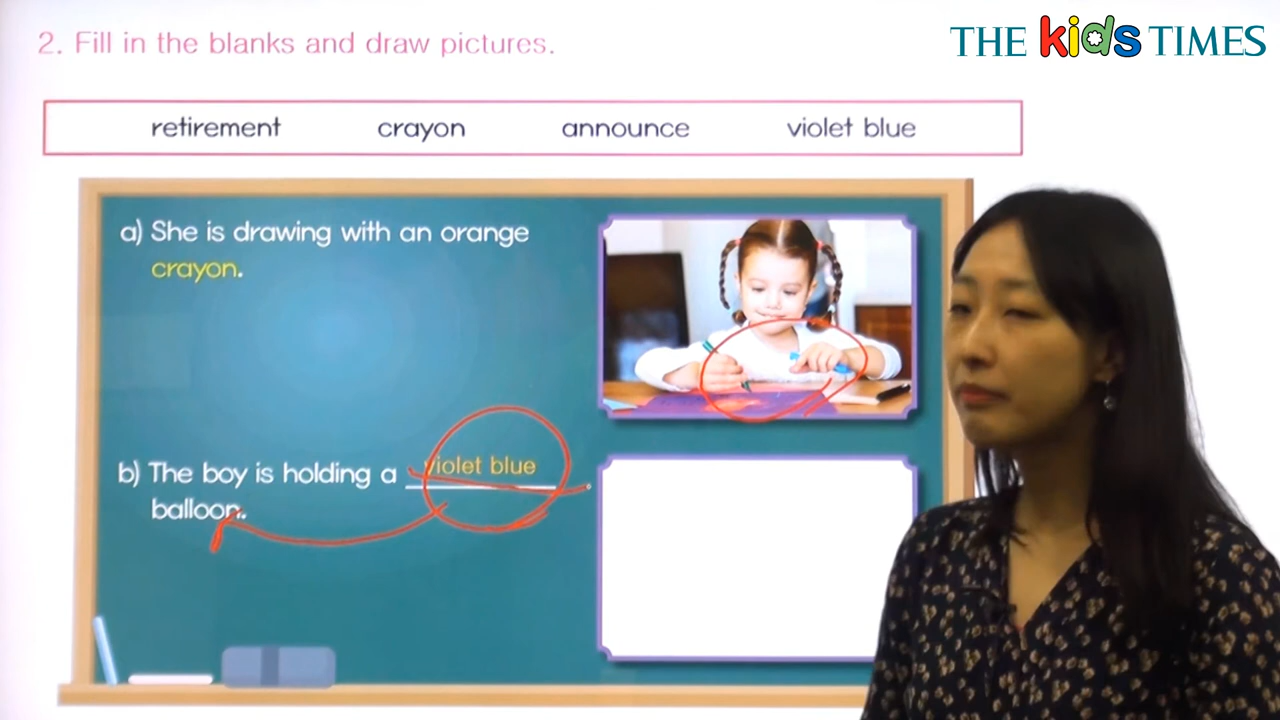 2. Fill in the blanks and draw pictures.
THE kids TIMES
retirement crayon announce violet blue
a) She is drawing with an orange
crayon.
b) The boy is holding a violet blue.
balloon.